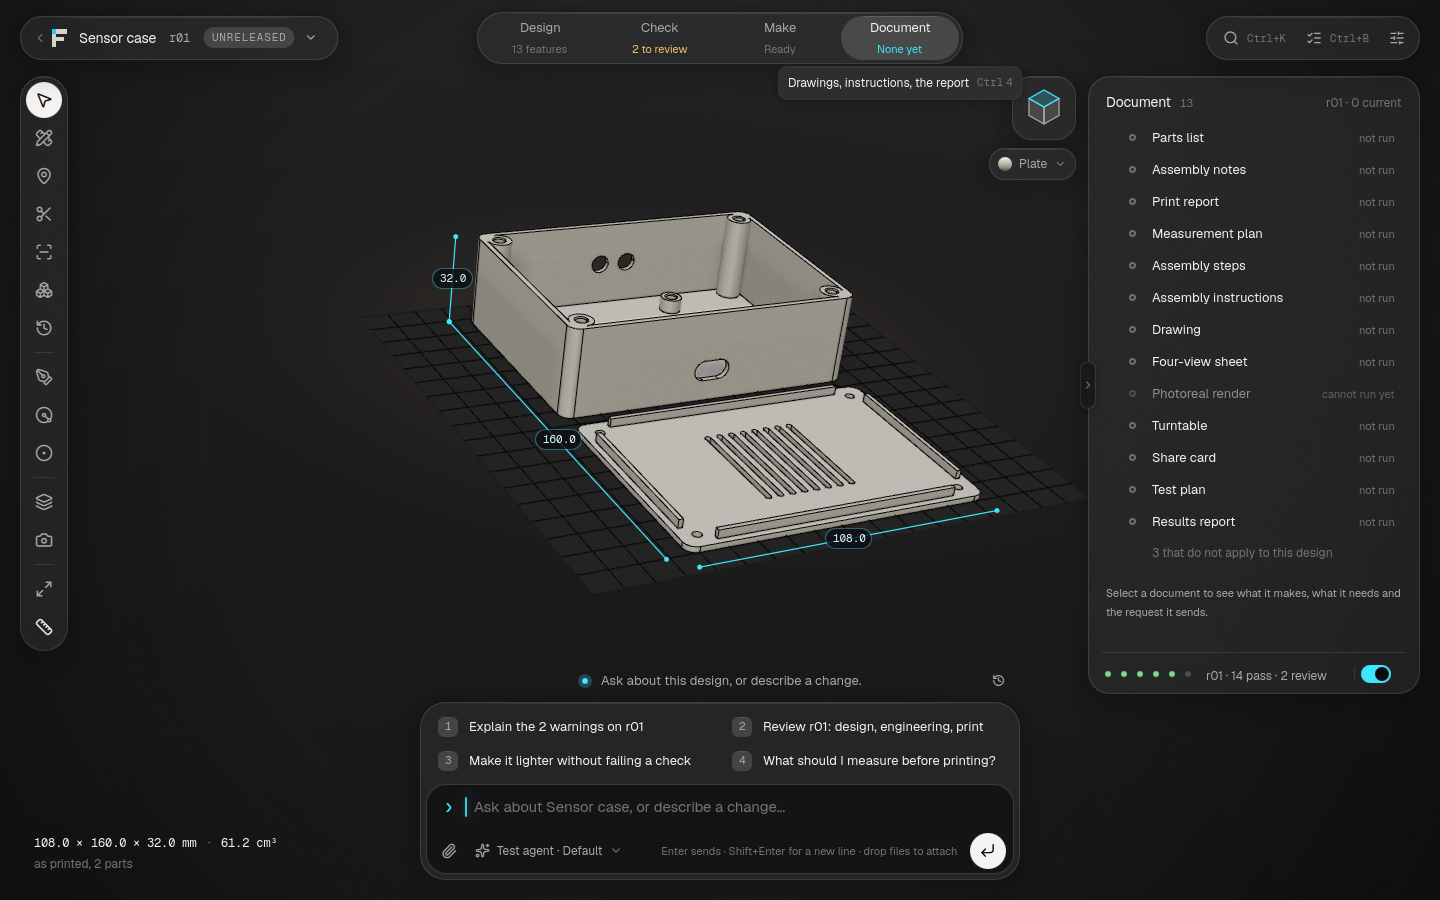 Sensor case r01 UNRELEASED
Design
13 features
Check
2 to review
Make
Ready
Document
None yet
Ctrl+K
Ctrl+B
Drawings, instructions, the report Ctrl 4
Plate
Document 13
r01 · 0 current
Parts list not run
Assembly notes not run
Print report not run
Measurement plan not run
Assembly steps not run
Assembly instructions not run
Drawing not run
Four-view sheet not run
Photoreal render cannot run yet
Turntable not run
Share card not run
Test plan not run
Results report not run
3 that do not apply to this design
Select a document to see what it makes, what it needs and
the request it sends.
r01 · 14 pass · 2 review
32.0
160.0
108.0
Ask about this design, or describe a change.
1 Explain the 2 warnings on r01
2 Review r01: design, engineering, print
3 Make it lighter without failing a check
4 What should I measure before printing?
Ask about Sensor case, or describe a change...
Test agent · Default
Enter sends · Shift+Enter for a new line · drop files to attach
108.0 × 160.0 × 32.0 mm · 61.2 cm³
as printed, 2 parts